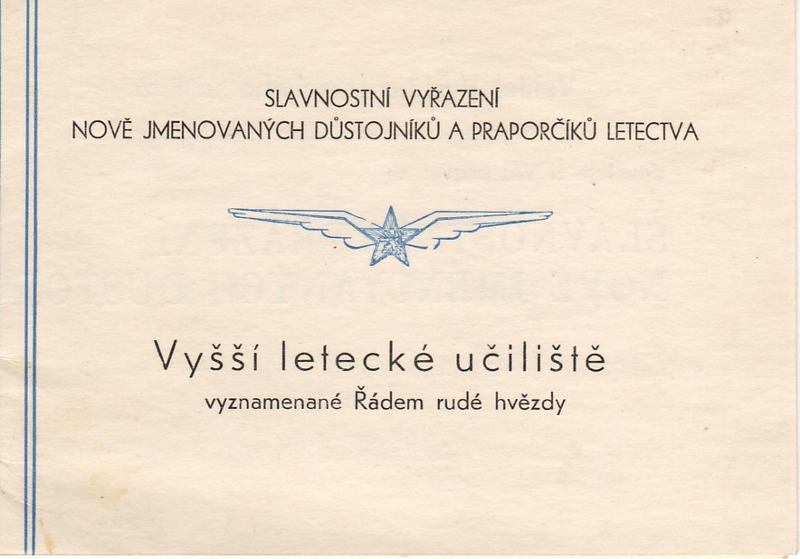 SLAVNOSTNÍ VYŘAZENÍ
NOVĚ JMENOVANÝCH DŮSTOJNÍKŮ A PRAPORČÍKŮ LETECTVA
Vyšší letecké učiliště
vyznamenané Řádem rudé hvězdy